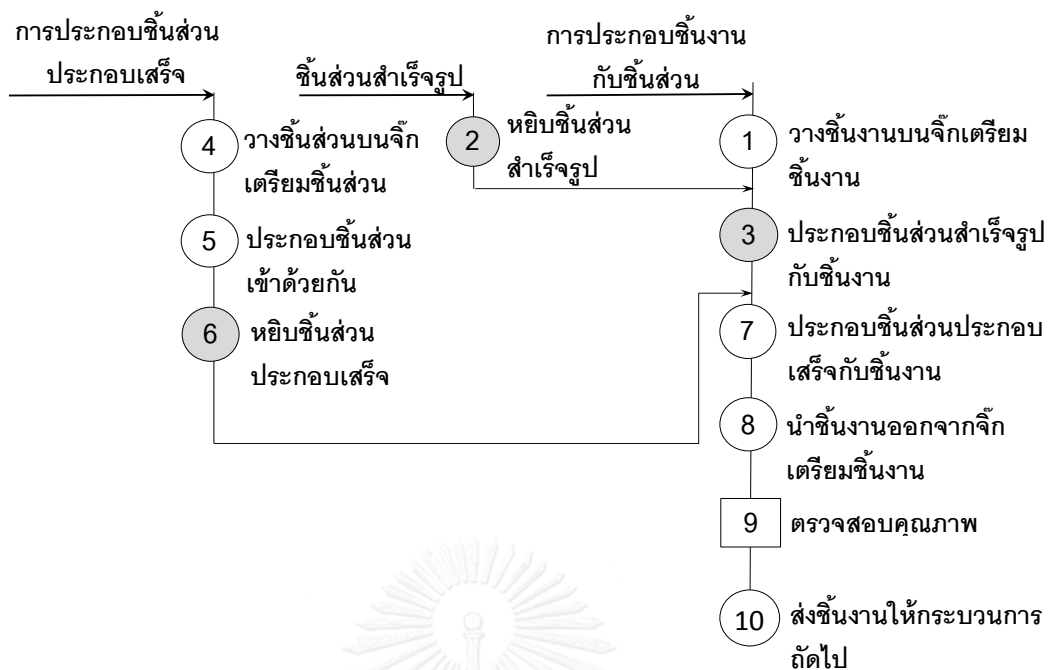 การประกอบชิ้นส่วน
ประกอบเสร็จ
ชิ้นส่วนสำเร็จรูป
การประกอบชิ้นงาน
กับชิ้นส่วน
4
วางชิ้นส่วนบนจิ๊ก
เตรียมชิ้นส่วน
5
ประกอบชิ้นส่วน
เข้าด้วยกัน
6
หยิบชิ้นส่วน
ประกอบเสร็จ
2
หยิบชิ้นส่วน
สำเร็จรูป
1
วางชิ้นงานบนจิ๊กเตรียม
ชิ้นงาน
3
ประกอบชิ้นส่วนสำเร็จรูป
กับชิ้นงาน
7
ประกอบชิ้นส่วนประกอบ
เสร็จกับชิ้นงาน
8
นำชิ้นงานออกจากจิ๊ก
เตรียมชิ้นงาน
9
ตรวจสอบคุณภาพ
10
ส่งชิ้นงานให้กระบวนการ
ถัดไป